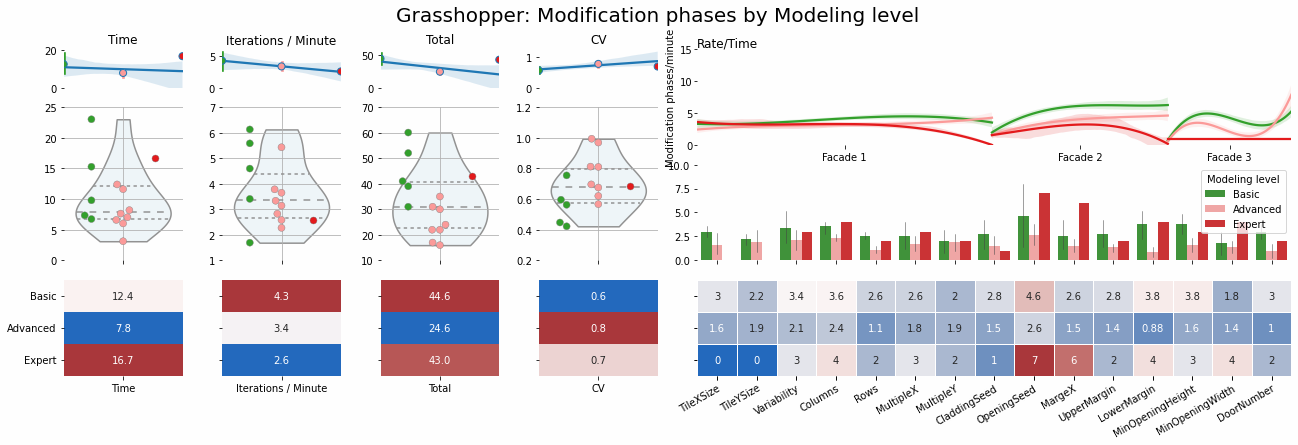 Grasshopper: Modification phases by Modeling level
Time
Iterations / Minute
Total
CV
Rate/Time
20
0
5
0
50
0
1
0
15
10
5
0
Modification phases/minute
Facade 1
Facade 2
Facade 3
25
20
15
10
5
0
7
6
5
4
3
2
1
70
60
50
40
30
20
10
1.2
1.0
0.8
0.6
0.4
0.2
10.0
7.5
5.0
2.5
0.0
Modeling level
Basic
Advanced
Expert
Basic
12.4
4.3
44.6
0.6
3 2.2 3.4 3.6 2.6 2.6 2 2.8 4.6 2.6 2.8 3.8 3.8 1.8 3
Advanced
7.8
3.4
24.6
0.8
1.6 1.9 2.1 2.4 1.1 1.8 1.9 1.5 2.6 1.5 1.4 0.88 1.6 1.4 1
Expert
16.7
2.6
43.0
0.7
0 0 3 4 2 3 2 1 7 6 2 4 3 4 2
Time
Iterations / Minute
Total
CV
TileXSize
TileYSize
Variability
Columns
Rows
MultipleX
MultipleY
CladdingSeed
OpeningSeed
MargeX
UpperMargin
LowerMargin
MinOpeningHeight
MinOpeningWidth
DoorNumber